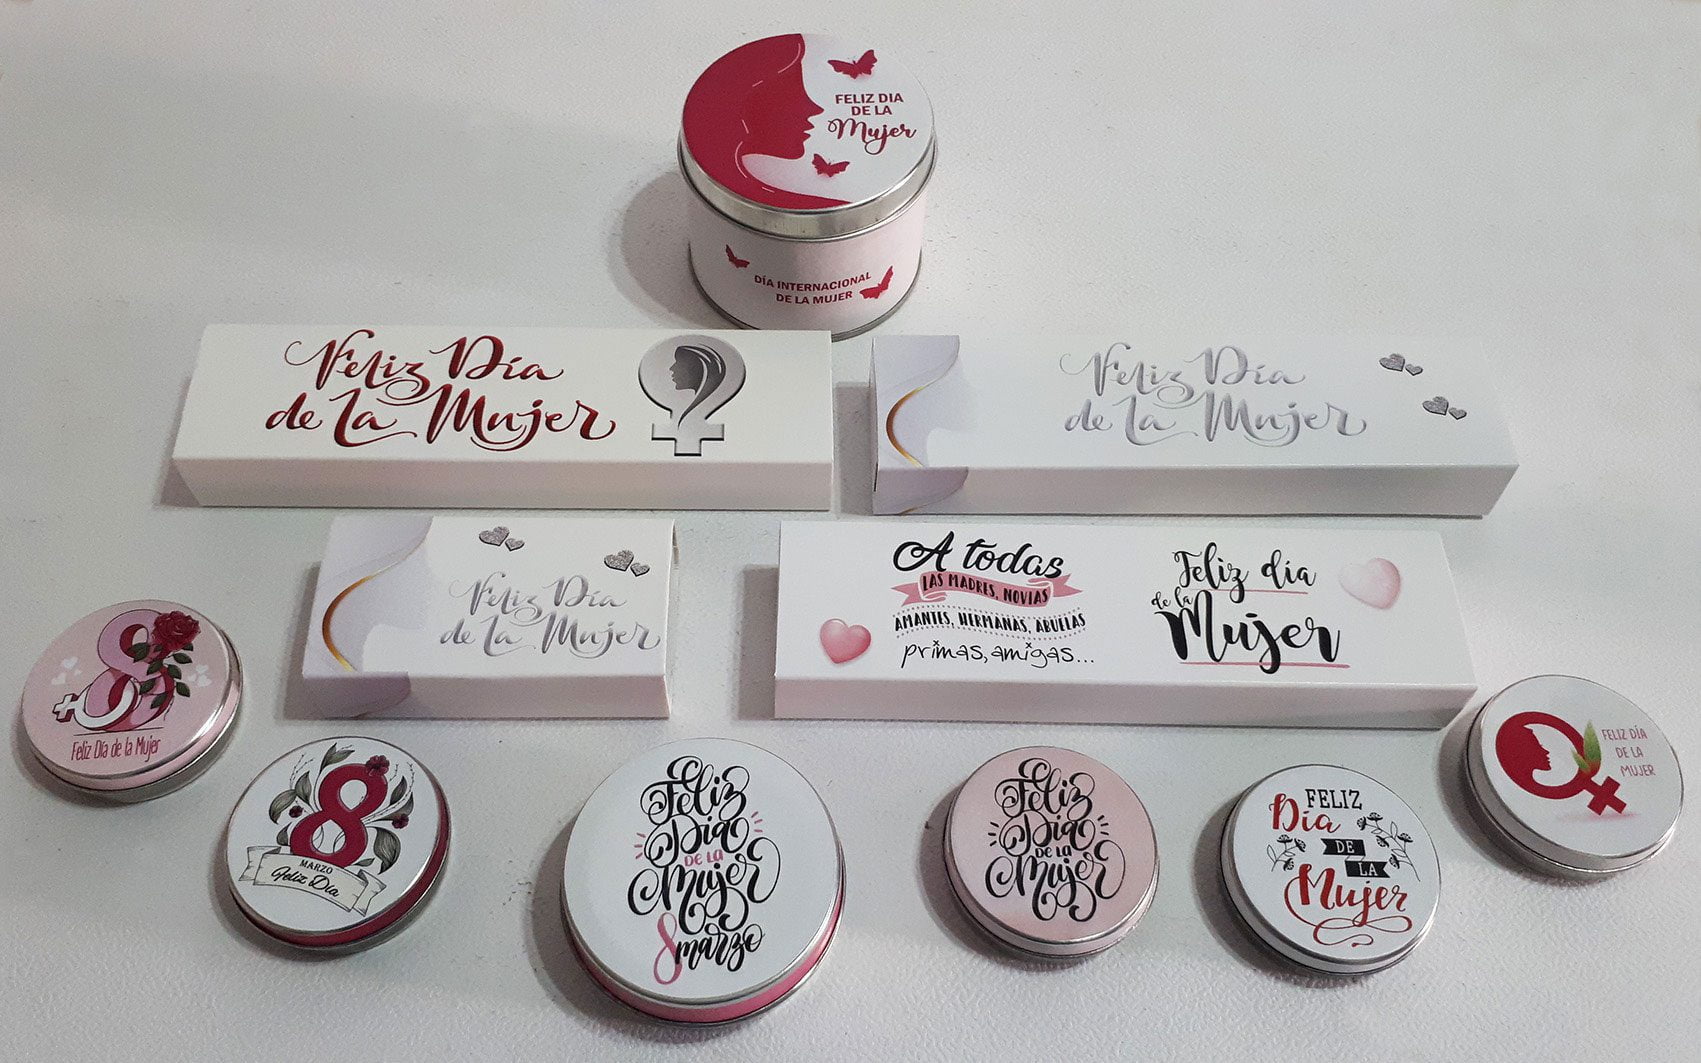 FELIZ DIA
DE LA
Mujer
DÍA INTERNACIONAL
DE LA MUJER
Feliz Día
de La Mujer
Feliz Día
de La Mujer
Feliz Día
de La Mujer
A todas
LAS MADRES, NOVIAS
AMANTES, HERMANAS, ABUELAS
primas, amigas...
Feliz día
de la
Mujer
8
Feliz Día de la Mujer
8
MARZO
Feliz Día
Feliz
Día
DE LA
Mujer
8 marzo
Feliz
Día
DE LA
Mujer
FELIZ
Día
DE
LA
Mujer
FELIZ DÍA
DE LA
MUJER